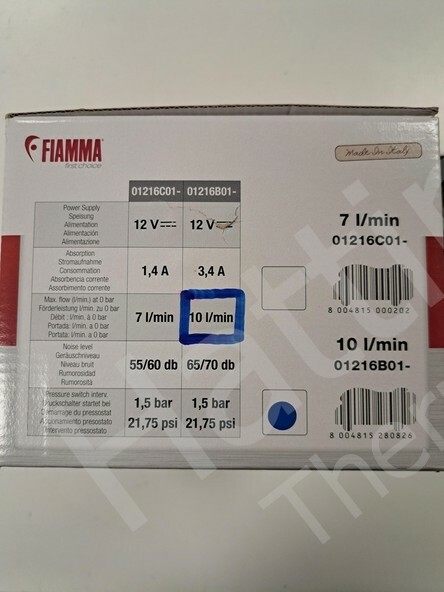 FIAMMA
first choice
Made In Italy
01216C01- 01216B01-
Power Supply
Speisung
Alimentation
Alimentación
Alimentazione
12 V 12 V
Absorption
Stromaufnahme
Consommation
Absorbencia corriente
Assorbimento corrente
1,4 A 3,4 A
Max. flow (l/min.) at 0 bar
Förderleistung l/min. zu 0 bar
Débit : l/min. à 0 bar
Portada: l/min. a 0 bar
Portata: l/min. a 0 bar
7 l/min 10 l/min
Noise level
Geräuschniveau
Niveau bruit
Rumorosidad
Rumorosità
55/60 db 65/70 db
Pressure switch interv.
Druckschalter startet bei
Démarrage du pressostat
Accionamiento pressostato
Intervento pressostato
1,5 bar 1,5 bar
21,75 psi 21,75 psi
7 l/min
01216C01-
8 004815 000202
10 l/min
01216B01-
8 004815 280826